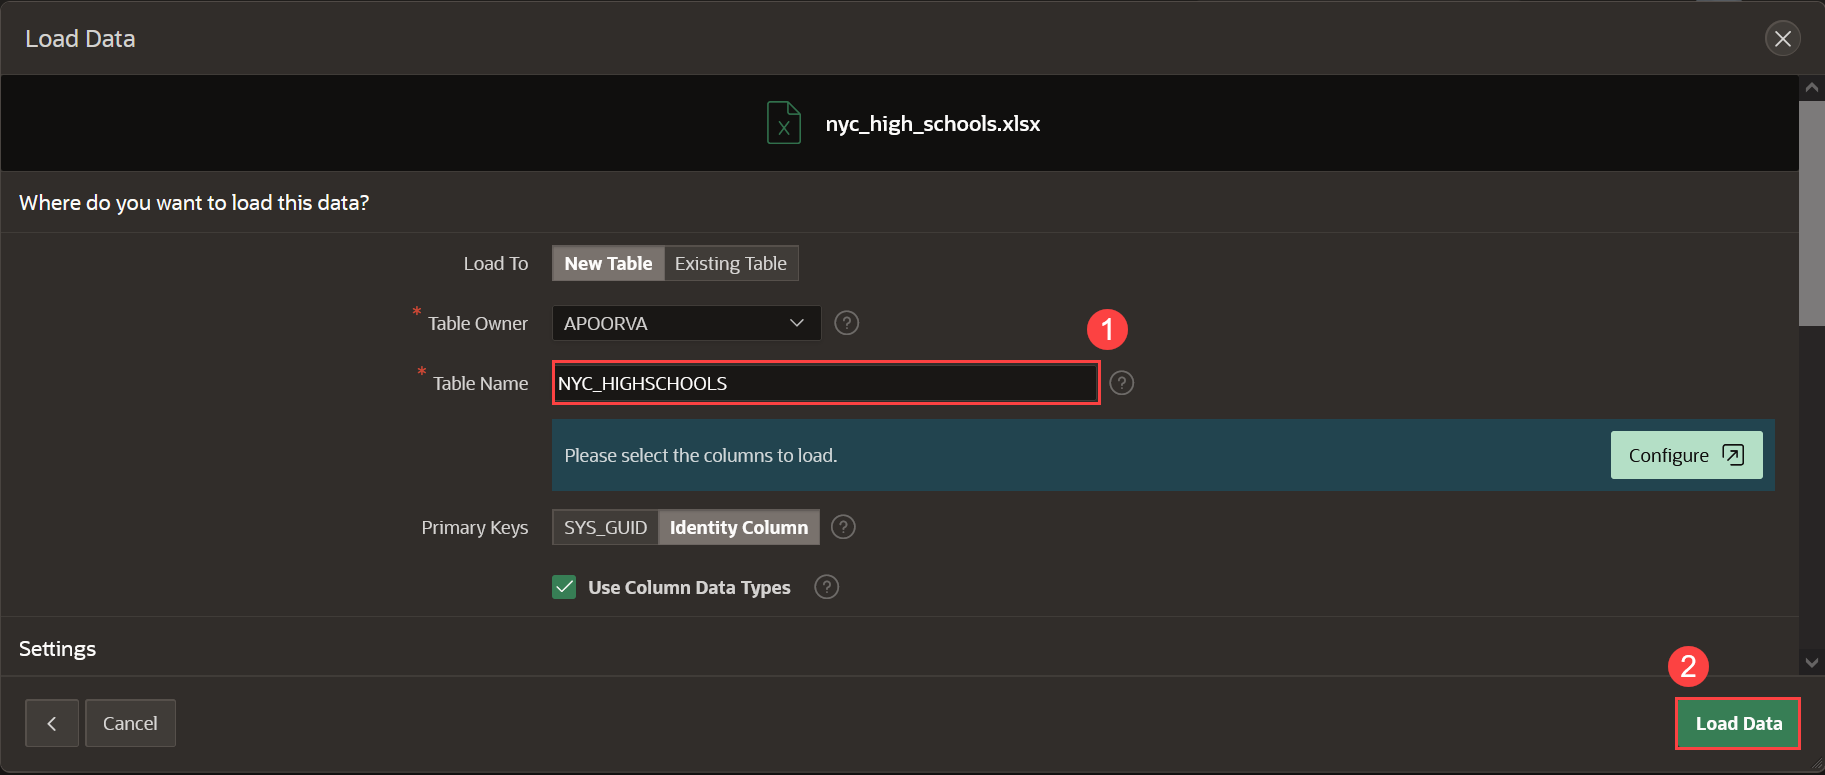 Load Data
nyc_high_schools.xlsx
Where do you want to load this data?
Load To New Table Existing Table
* Table Owner APOORVA ?
1
* Table Name NYC_HIGHSCHOOLS ?
Please select the columns to load. Configure
Primary Keys SYS_GUID Identity Column ?
Use Column Data Types ?
Settings
2
Cancel Load Data